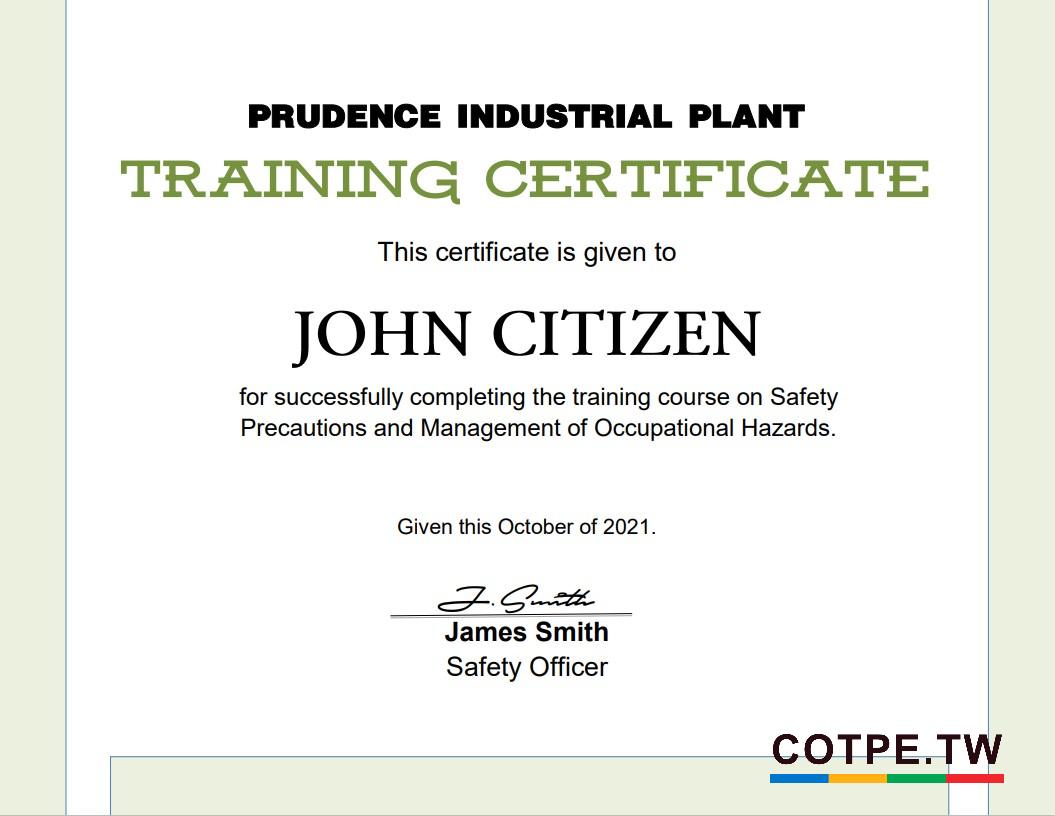 PRUDENCE INDUSTRIAL PLANT
TRAINING CERTIFICATE
This certificate is given to
JOHN CITIZEN
for successfully completing the training course on Safety
Precautions and Management of Occupational Hazards.
Given this October of 2021.
J. Smith
James Smith
Safety Officer
COTPE.TW